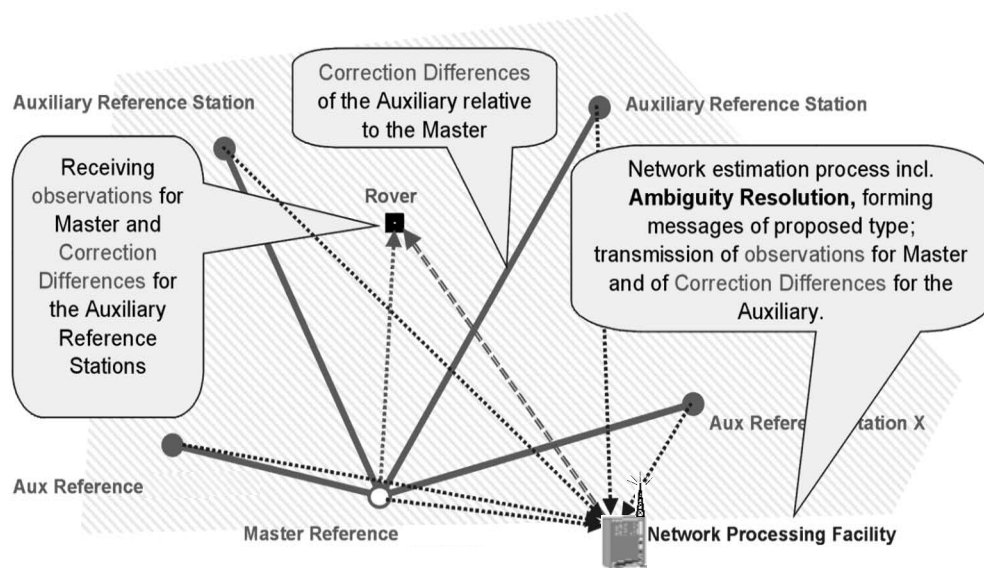 Auxiliary Reference Station
Correction Differences
of the Auxiliary relative
to the Master
Auxiliary Reference Station
Receiving
observations for
Master and
Correction
Differences for
the Auxiliary
Reference
Stations
Rover
Network estimation process incl.
Ambiguity Resolution, forming
messages of proposed type;
transmission of observations for Master
and of Correction Differences for the
Auxiliary.
Aux Refer tation X
Aux Reference
Master Reference
Network Processing Facility